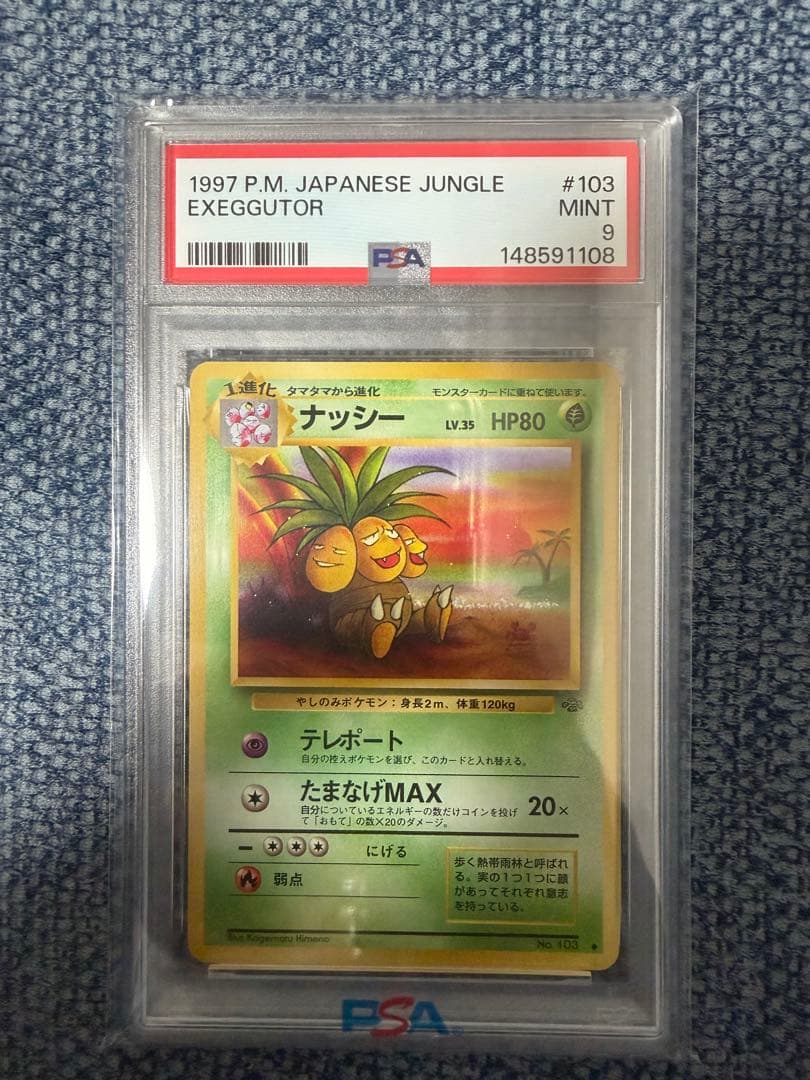 1997 P.M. JAPANESE JUNGLE #103
EXEGGUTOR MINT
9
PSA 148591108
1進化 タマタマから進化 モンスターカードに重ねて使います。
ナッシー LV.35 HP80
やしのみポケモン：身長2m、体重120kg
テレポート
自分の控えポケモンを選び、このカードと入れ替える。
たまなげMAX 20×
自分についているエネルギーの数だけコインを投げ
て「おもて」の数×20のダメージ。
にげる
弱点
歩く熱帯雨林と呼ばれ
る。実の1つ1つに顔
があってそれぞれ意志
を持っている。
Illus. Kagemaru Himeno No. 103
PSA